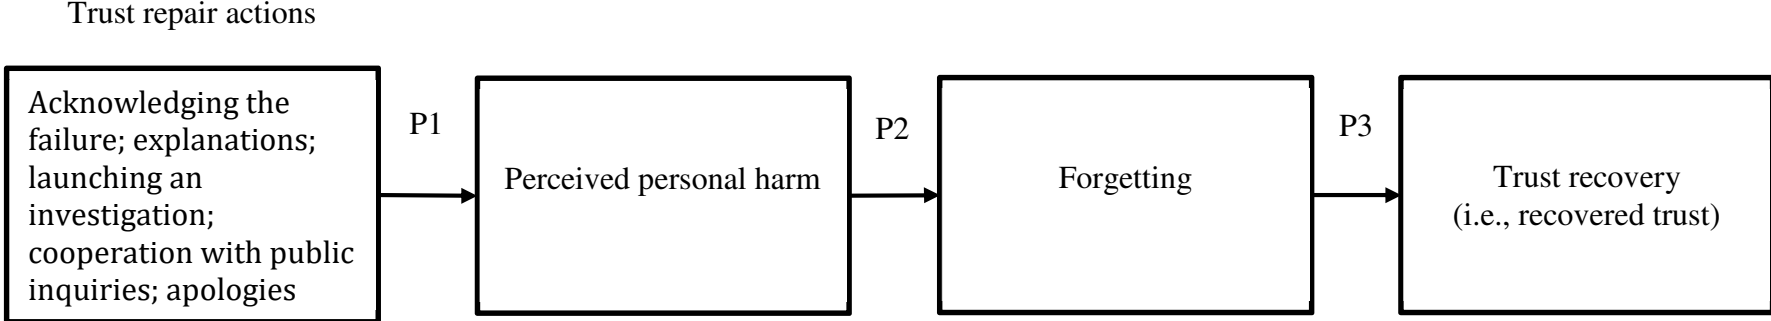 Trust repair actions
Acknowledging the
failure; explanations;
launching an
investigation;
cooperation with public
inquiries; apologies
P1
Perceived personal harm
P2
Forgetting
P3
Trust recovery
(i.e., recovered trust)